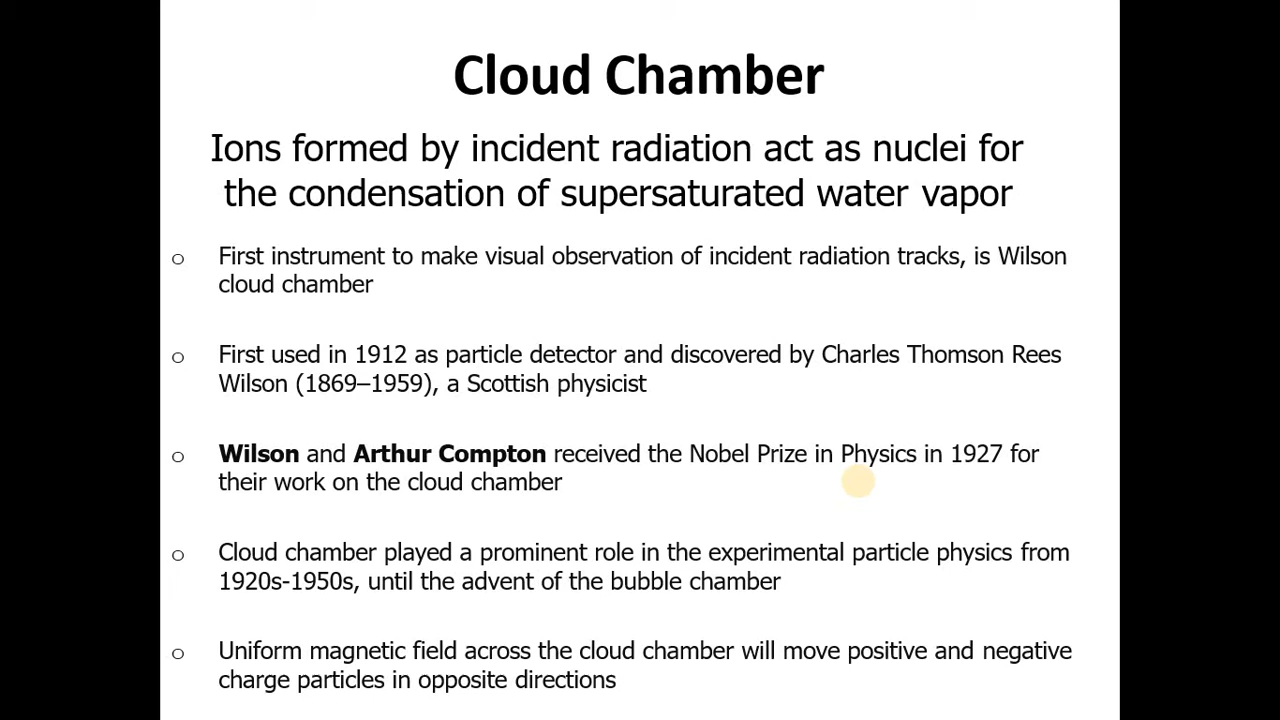 Cloud Chamber
Ions formed by incident radiation act as nuclei for
the condensation of supersaturated water vapor
o First instrument to make visual observation of incident radiation tracks, is Wilson
cloud chamber
o First used in 1912 as particle detector and discovered by Charles Thomson Rees
Wilson (1869–1959), a Scottish physicist
o Wilson and Arthur Compton received the Nobel Prize in Physics in 1927 for
their work on the cloud chamber
o Cloud chamber played a prominent role in the experimental particle physics from
1920s-1950s, until the advent of the bubble chamber
o Uniform magnetic field across the cloud chamber will move positive and negative
charge particles in opposite directions